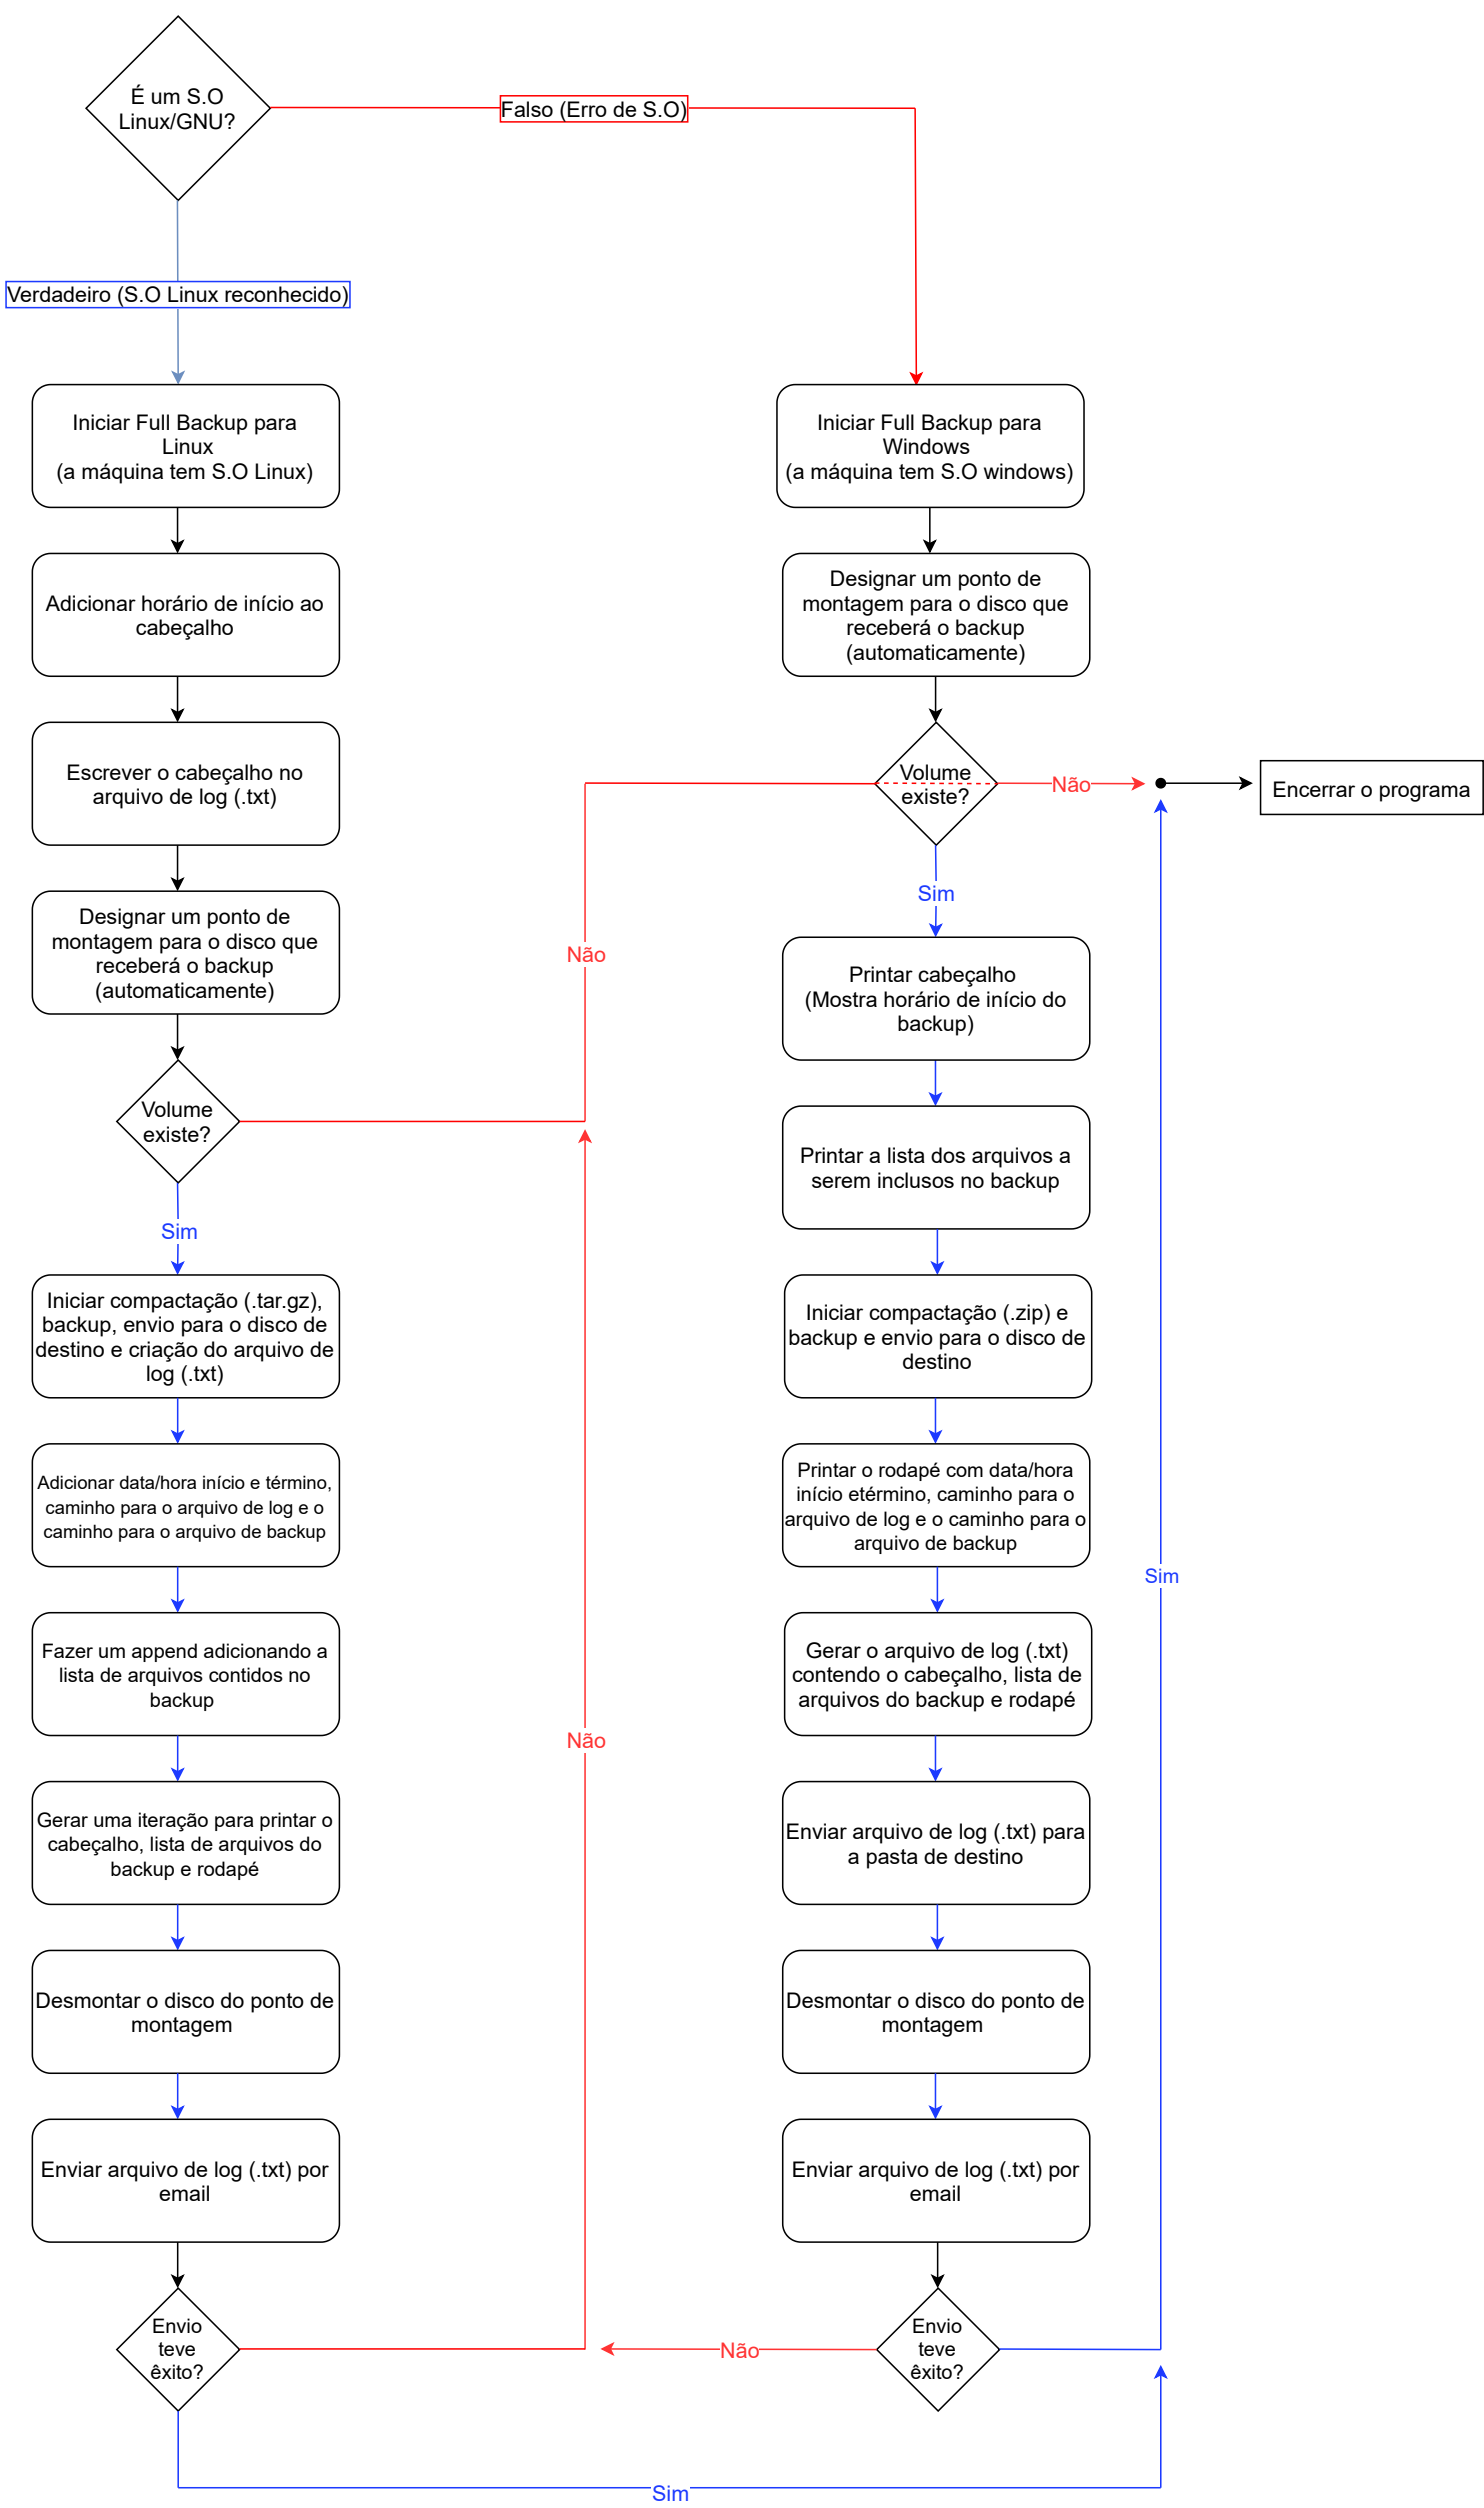 É um S.O
Linux/GNU?
Falso (Erro de S.O)
Verdadeiro (S.O Linux reconhecido)
Iniciar Full Backup para
Linux
(a máquina tem S.O Linux)
Adicionar horário de início ao
cabeçalho
Escrever o cabeçalho no
arquivo de log (.txt)
Designar um ponto de
montagem para o disco que
receberá o backup
(automaticamente)
Volume
existe?
Não
Sim
Iniciar compactação (.tar.gz),
backup, envio para o disco de
destino e criação do arquivo de
log (.txt)
Adicionar data/hora início e término,
caminho para o arquivo de log e o
caminho para o arquivo de backup
Fazer um append adicionando a
lista de arquivos contidos no
backup
Gerar uma iteração para printar o
cabeçalho, lista de arquivos do
backup e rodapé
Desmontar o disco do ponto de
montagem
Enviar arquivo de log (.txt) por
email
Envio
teve
êxito?
Não
Sim
Iniciar Full Backup para
Windows
(a máquina tem S.O windows)
Designar um ponto de
montagem para o disco que
receberá o backup
(automaticamente)
Volume
existe?
Não
Encerrar o programa
Sim
Printar cabeçalho
(Mostra horário de início do
backup)
Printar a lista dos arquivos a
serem inclusos no backup
Iniciar compactação (.zip) e
backup e envio para o disco de
destino
Printar o rodapé com data/hora
início etérmino, caminho para o
arquivo de log e o caminho para o
arquivo de backup
Gerar o arquivo de log (.txt)
contendo o cabeçalho, lista de
arquivos do backup e rodapé
Enviar arquivo de log (.txt) para
a pasta de destino
Desmontar o disco do ponto de
montagem
Enviar arquivo de log (.txt) por
email
Envio
teve
êxito?
Não
Sim